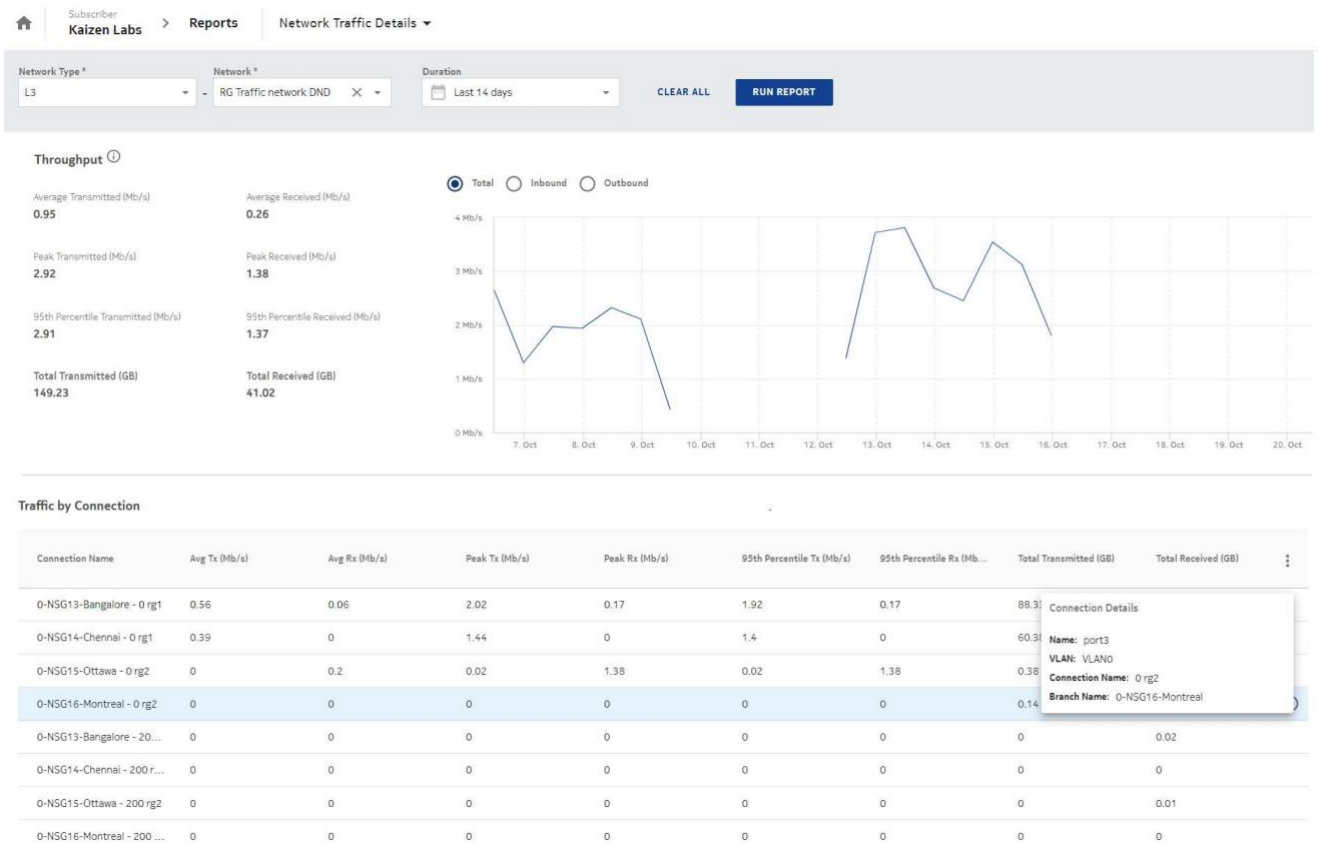 Subscriber
Kaizen Labs > Reports Network Traffic Details
Network Type * Network * Duration
L3 - RG Traffic network DND Last 14 days CLEAR ALL RUN REPORT
Throughput
Total Inbound Outbound
Average Transmitted (Mb/s) Average Received (Mb/s)
0.95 0.26
Peak Transmitted (Mb/s) Peak Received (Mb/s)
2.92 1.38
95th Percentile Transmitted (Mb/s) 95th Percentile Received (Mb/s)
2.91 1.37
Total Transmitted (GB) Total Received (GB)
149.23 41.02
4 Mb/s
3 Mb/s
2 Mb/s
1 Mb/s
0 Mb/s
7. Oct 8. Oct 9. Oct 10. Oct 11. Oct 12. Oct 13. Oct 14. Oct 15. Oct 16. Oct 17. Oct 18. Oct 19. Oct 20. Oct
Traffic by Connection
Connection Name Avg Tx (Mb/s) Avg Rx (Mb/s) Peak Tx (Mb/s) Peak Rx (Mb/s) 95th Percentile Tx (Mb/s) 95th Percentile Rx (Mb... Total Transmitted (GB) Total Received (GB)
0-NSG13-Bangalore - 0 rg1 0.56 0.06 2.02 0.17 1.92 0.17
0-NSG14-Chennai - 0 rg1 0.39 0 1.44 0 1.4 0
0-NSG15-Ottawa - 0 rg2 0 0.2 0.02 1.38 0.02 1.38 0.38
0-NSG16-Montreal - 0 rg2 0 0 0 0 0 0 0.14
0-NSG13-Bangalore - 20... 0 0 0 0 0 0 0 0.02
0-NSG14-Chennai - 200 r... 0 0 0 0 0 0 0 0
0-NSG15-Ottawa - 200 rg2 0 0 0 0 0 0 0 0.01
0-NSG16-Montreal - 200 ... 0 0 0 0 0 0 0 0
Connection Details
Name: port3
VLAN: VLAN0
Connection Name: 0 rg2
Branch Name: 0-NSG16-Montreal